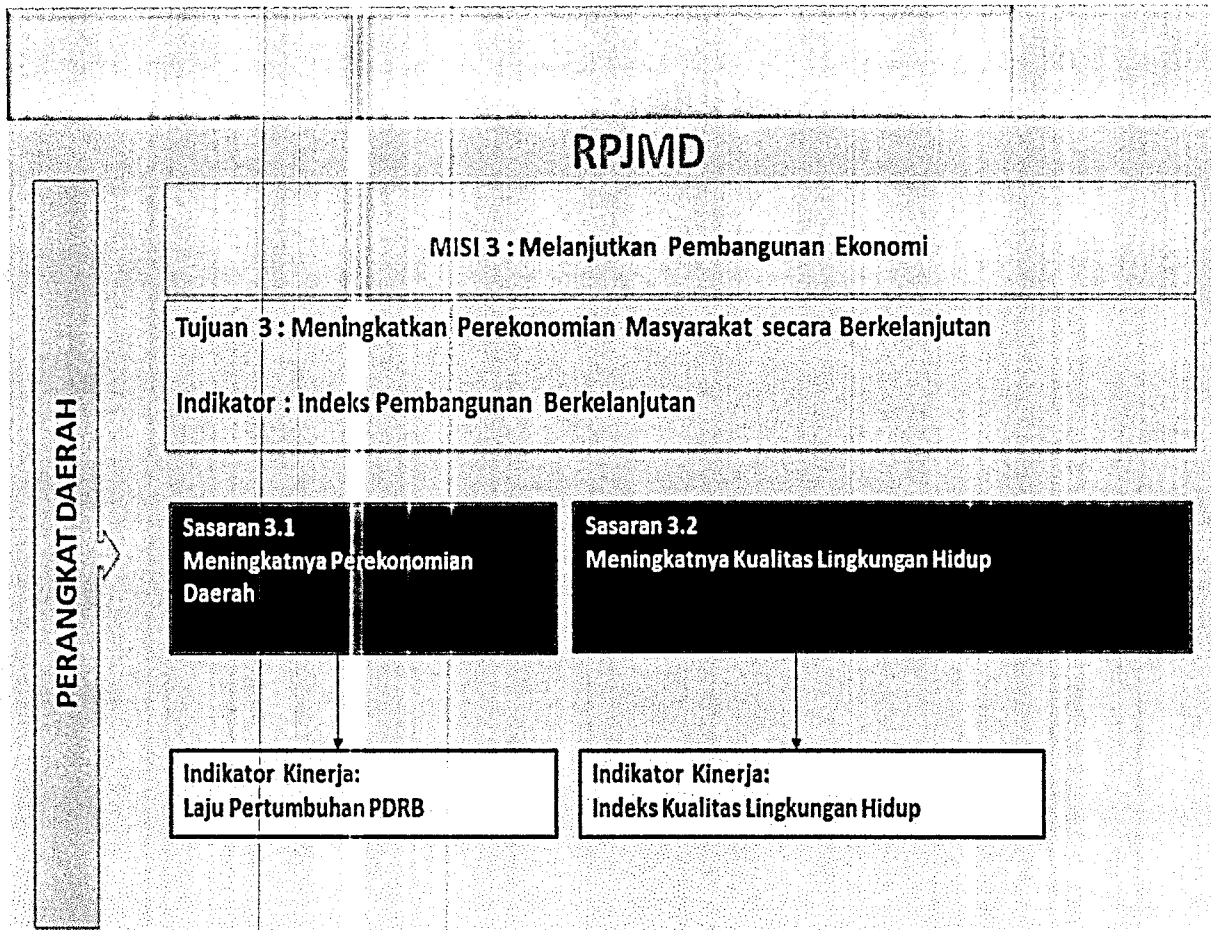 RPJMD
MISI 3 : Melanjutkan Pembangunan Ekonomi
Tujuan 3 : Meningkatkan Perekonomian Masyarakat secara Berkelanjutan
Indikator : Indeks Pembangunan Berkelanjutan
PERANGKAT DAERAH
Sasaran 3.1
Meningkatnya Perekonomian
Daerah
Sasaran 3.2
Meningkatnya Kualitas Lingkungan Hidup
Indikator Kinerja:
Laju Pertumbuhan PDRB
Indikator Kinerja:
Indeks Kualitas Lingkungan Hidup